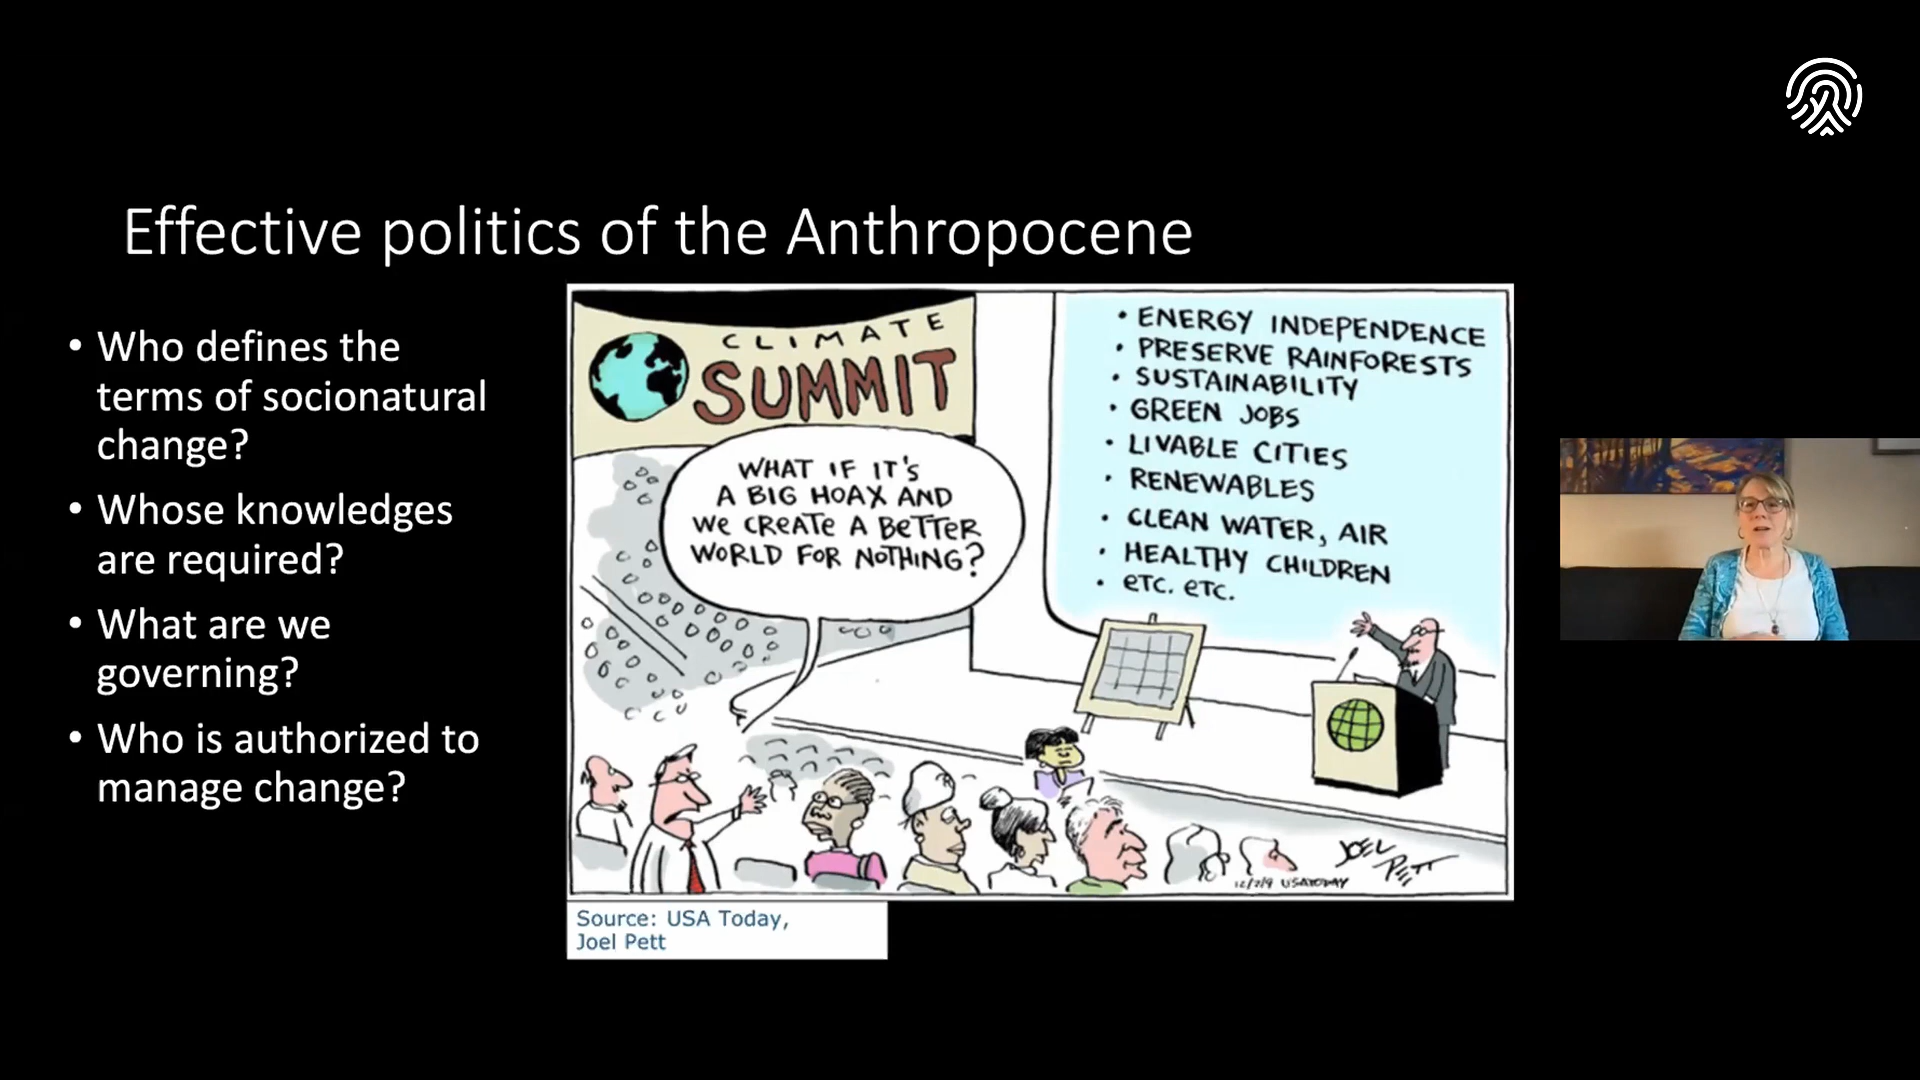 Effective politics of the Anthropocene
• Who defines the
terms of socionatural
change?
• Whose knowledges
are required?
• What are we
governing?
• Who is authorized to
manage change?
CLIMATE
SUMMIT
WHAT IF IT'S
A BIG HOAX AND
WE CREATE A BETTER
WORLD FOR NOTHING?
• ENERGY INDEPENDENCE
• PRESERVE RAINFORESTS
• SUSTAINABILITY
• GREEN JOBS
• LIVABLE CITIES
• RENEWABLES
• CLEAN WATER, AIR
• HEALTHY CHILDREN
• ETC. ETC.
JOEL
PETT
USA TODAY
Source: USA Today,
Joel Pett